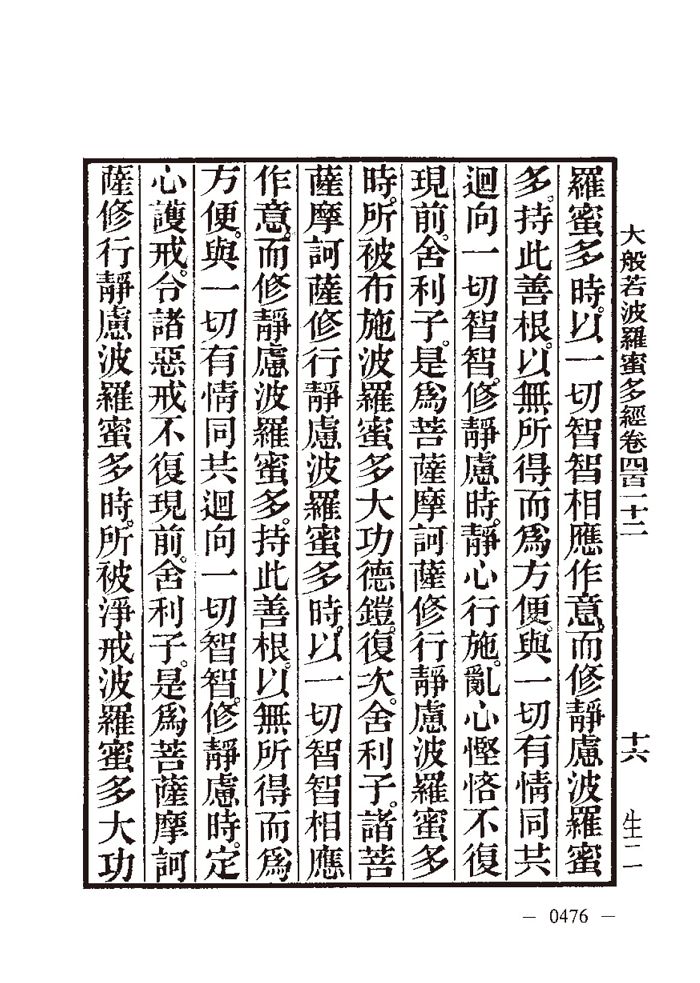 大般若波羅蜜多經卷四百二十二 十六 生二
羅蜜多時。以一切智智相應作意。而修靜慮波羅蜜
多。持此善根。以無所得而爲方便。與一切有情同共
迴向一切智智。修靜慮時。靜心行施。亂心慳悋不復
現前。舍利子。是爲菩薩摩訶薩修行靜慮波羅蜜多
時。所被布施波羅蜜多大功德鎧。復次。舍利子。諸菩
薩摩訶薩修行靜慮波羅蜜多時。以一切智智相應
作意。而修靜慮波羅蜜多。持此善根。以無所得而爲
方便。與一切有情同共迴向一切智智。修靜慮時。定
心護戒。令諸惡戒不復現前。舍利子。是爲菩薩摩訶
薩修行靜慮波羅蜜多時。所被淨戒波羅蜜多大功
— 0476 —